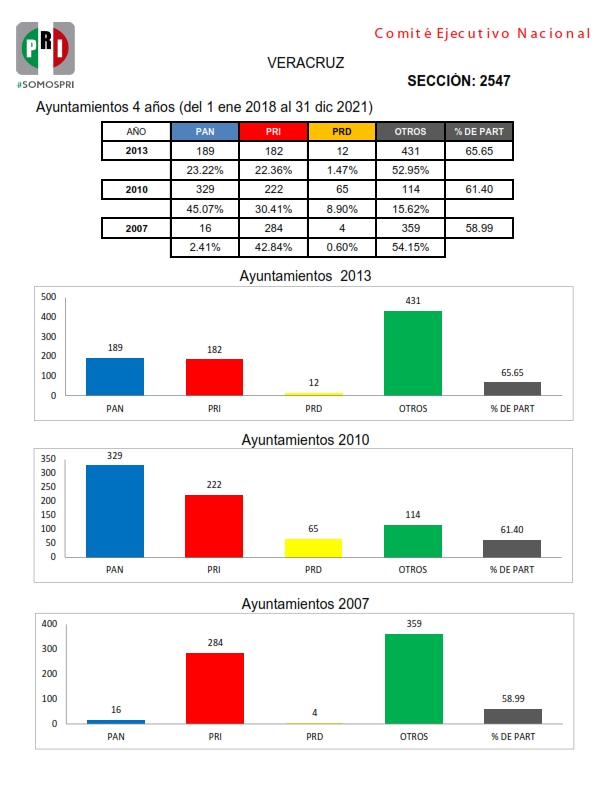 Comité Ejecutivo Nacional
PRI
#SOMOSPRI
VERACRUZ
SECCIÓN: 2547
Ayuntamientos 4 años (del 1 ene 2018 al 31 dic 2021)
AÑO PAN PRI PRD OTROS % DE PART
2013 189 182 12 431 65.65
23.22% 22.36% 1.47% 52.95%
2010 329 222 65 114 61.40
45.07% 30.41% 8.90% 15.62%
2007 16 284 4 359 58.99
2.41% 42.84% 0.60% 54.15%
Ayuntamientos 2013
500
400
300
200
100
0
189
182
12
431
65.65
PAN PRI PRD OTROS % DE PART
Ayuntamientos 2010
350
300
250
200
150
100
50
0
329
222
65
114
61.40
PAN PRI PRD OTROS % DE PART
Ayuntamientos 2007
400
300
200
100
0
16
284
4
359
58.99
PAN PRI PRD OTROS % DE PART